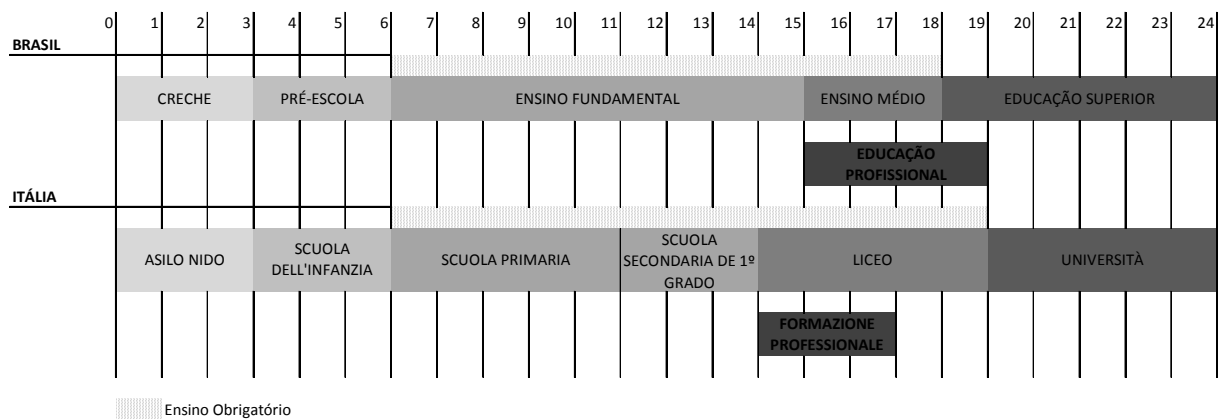 0 1 2 3 4 5 6 7 8 9 10 11 12 13 14 15 16 17 18 19 20 21 22 23 24
BRASIL
CRECHE PRÉ-ESCOLA ENSINO FUNDAMENTAL ENSINO MÉDIO EDUCAÇÃO SUPERIOR
EDUCAÇÃO
PROFISSIONAL
ITÁLIA
ASILO NIDO
SCUOLA
DELL'INFANZIA
SCUOLA PRIMARIA
SCUOLA
SECONDARIA DE 1º
GRADO
LICEO
UNIVERSITÀ
FORMAZIONE
PROFESSIONALE
Ensino Obrigatório